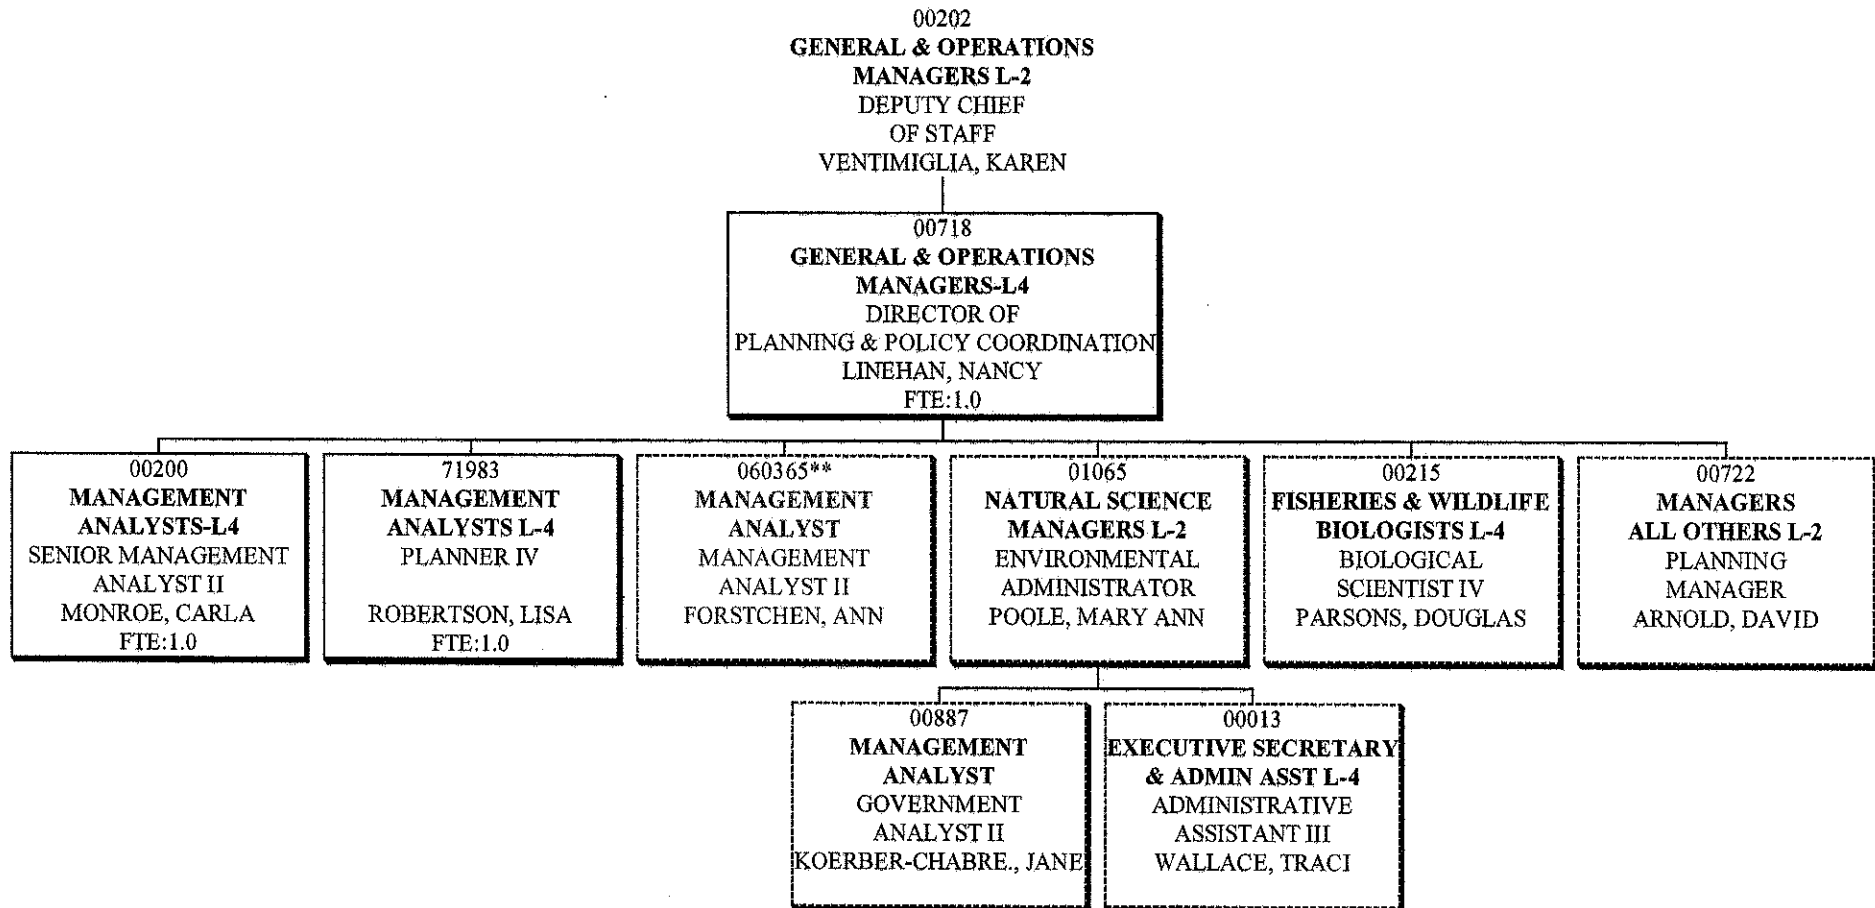 00202
GENERAL & OPERATIONS
MANAGERS L-2
DEPUTY CHIEF
OF STAFF
VENTIMIGLIA, KAREN
00718
GENERAL & OPERATIONS
MANAGERS-L4
DIRECTOR OF
PLANNING & POLICY COORDINATION
LINEHAN, NANCY
FTE:1.0
00200
MANAGEMENT
ANALYSTS-L4
SENIOR MANAGEMENT
ANALYST II
MONROE, CARLA
FTE:1.0
71983
MANAGEMENT
ANALYSTS L-4
PLANNER IV
ROBERTSON, LISA
FTE:1.0
060365**
MANAGEMENT
ANALYST
MANAGEMENT
ANALYST II
FORSTCHEN, ANN
01065
NATURAL SCIENCE
MANAGERS L-2
ENVIRONMENTAL
ADMINISTRATOR
POOLE, MARY ANN
00215
FISHERIES & WILDLIFE
BIOLOGISTS L-4
BIOLOGICAL
SCIENTIST IV
PARSONS, DOUGLAS
00722
MANAGERS
ALL OTHERS L-2
PLANNING
MANAGER
ARNOLD, DAVID
00887
MANAGEMENT
ANALYST
GOVERNMENT
ANALYST II
KOERBER-CHABRE., JANE
00013
EXECUTIVE SECRETARY
& ADMIN ASST L-4
ADMINISTRATIVE
ASSISTANT III
WALLACE, TRACI